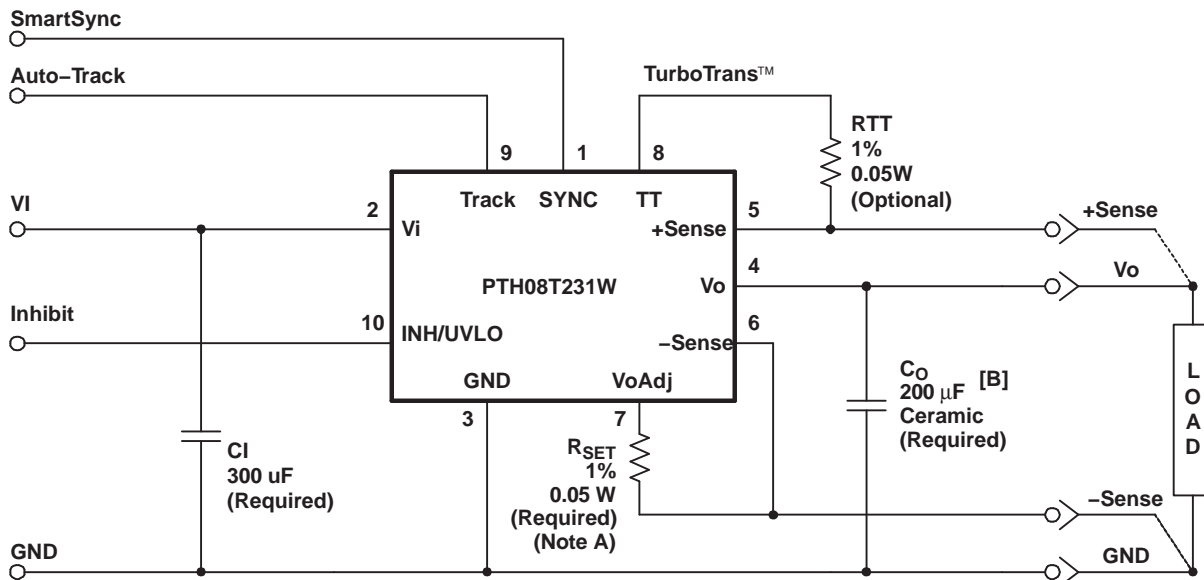 SmartSync
Auto–Track
TurboTrans™
RTT
1%
0.05W
(Optional)
9
1
8
Track
SYNC
TT
VI
2
Vi
5
+Sense
+Sense
4
Vo
Vo
PTH08T231W
Inhibit
10
INH/UVLO
6
–Sense
GND
VoAdj
3
7
CI
300 uF
(Required)
RSET
1%
0.05 W
(Required)
(Note A)
CO
200 μF [B]
Ceramic
(Required)
L
O
A
D
–Sense
GND
GND